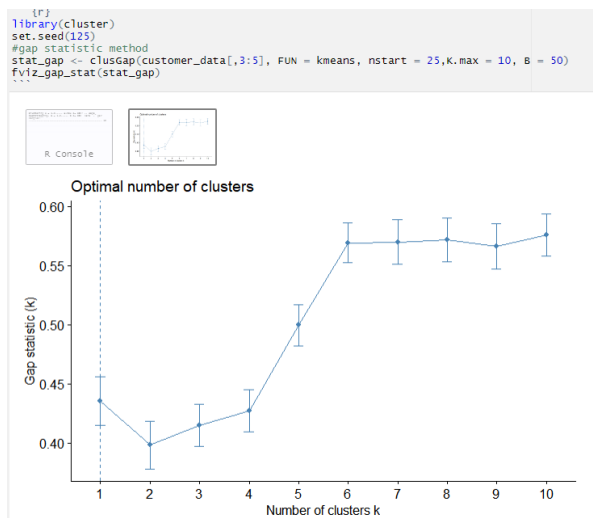 {r}
library(cluster)
set.seed(125)
#gap statistic method
stat_gap <- clusGap(customer_data[,3:5], FUN = kmeans, nstart = 25,K.max = 10, B = 50)
fviz_gap_stat(stat_gap)
```
R Console
Optimal number of clusters
0.60
0.55
0.50
0.45
0.40
Gap statistic (k)
1 2 3 4 5 6 7 8 9 10
Number of clusters k